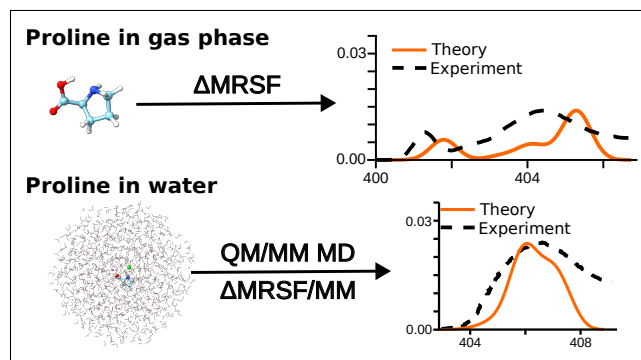 Proline in gas phase
ΔMRSF
0.03
Theory
Experiment
0.00
400
404
Proline in water
QM/MM MD
ΔMRSF/MM
0.03
Theory
Experiment
0.00
404
408